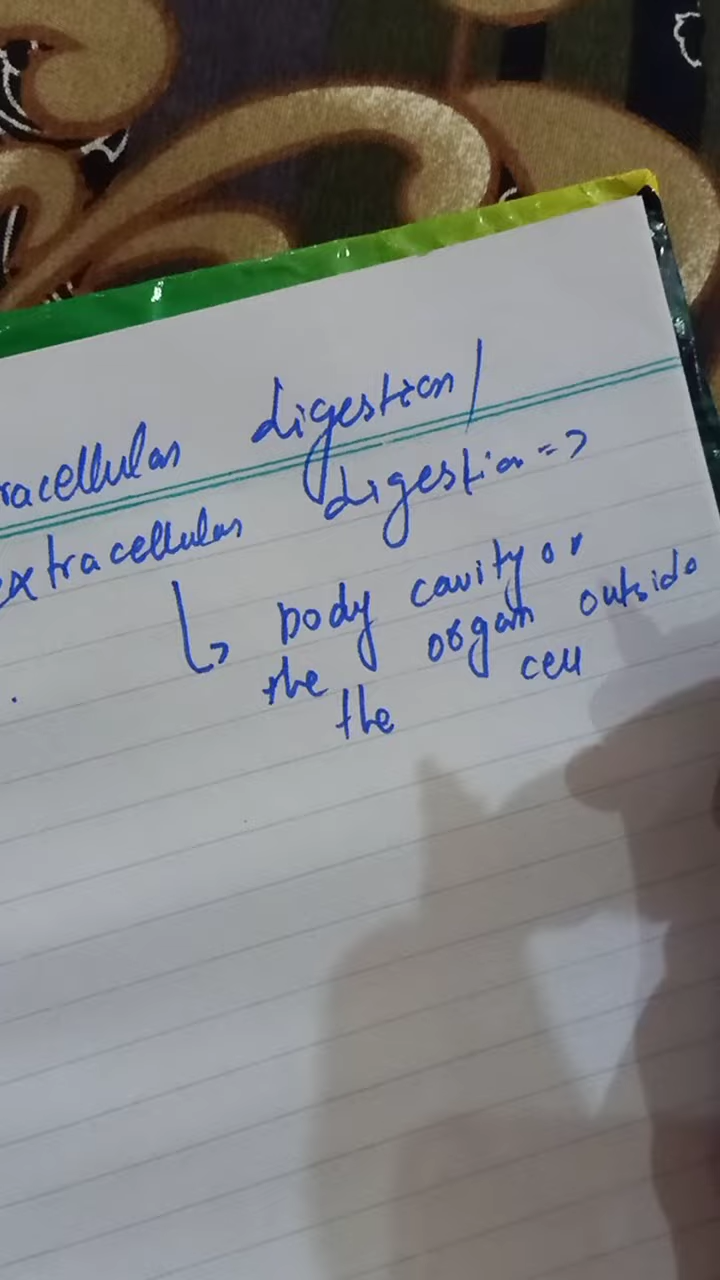 racellular digestion/
extracellular digestion=>
↳ body cavity or
the organ outside
the cell